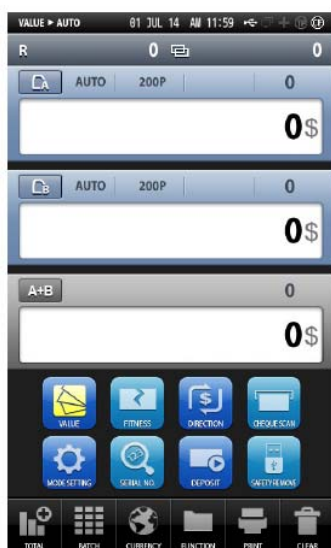 VALUE ► AUTO 01 JUL 14 AM 11:59
R 0 0
A AUTO 200P 0
0$
B AUTO 200P 0
0$
A+B 0
0$
VALUE FITNESS DIRECTION CHEQUE SCAN
MODE SETTING SERIAL NO. DEPOSIT SAFETY REMOVE
TOTAL BATCH CURRENCY FUNCTION PRINT CLEAR